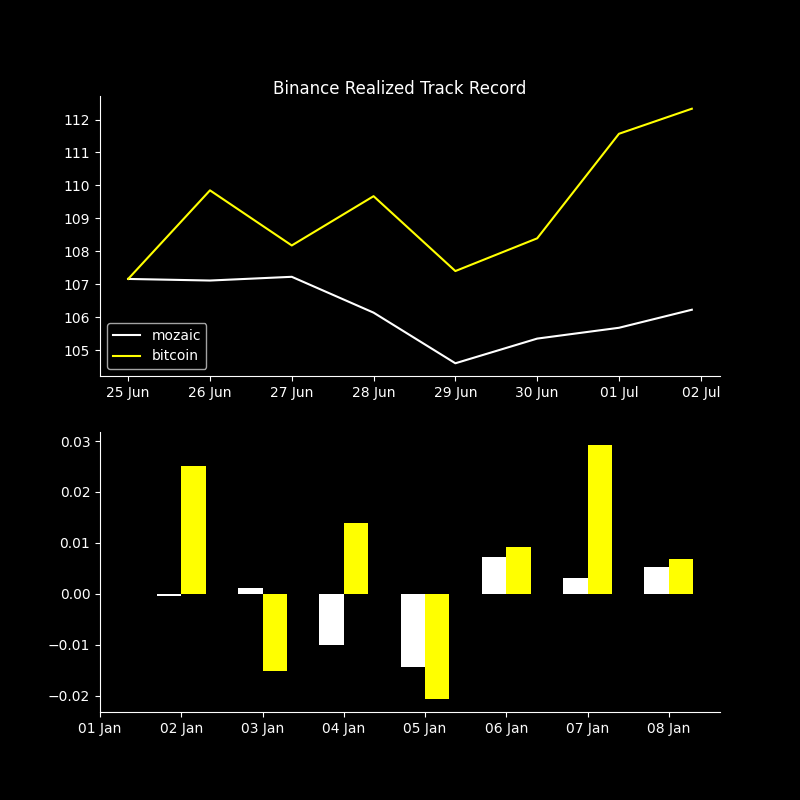 Binance Realized Track Record
112
111
110
109
108
107
106
105
mozaic
bitcoin
25 Jun 26 Jun 27 Jun 28 Jun 29 Jun 30 Jun 01 Jul 02 Jul
0.03
0.02
0.01
0.00
−0.01
−0.02
01 Jan 02 Jan 03 Jan 04 Jan 05 Jan 06 Jan 07 Jan 08 Jan